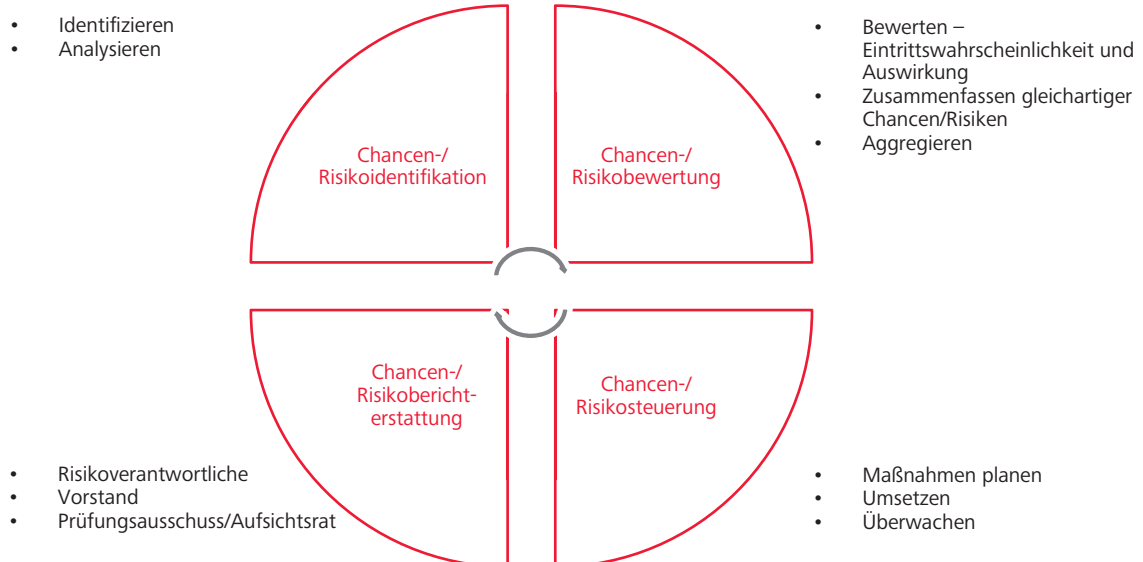 • Identifizieren
• Analysieren
• Bewerten –
Eintrittswahrscheinlichkeit und
Auswirkung
• Zusammenfassen gleichartiger
Chancen/Risiken
• Aggregieren
Chancen-/
Risikoidentifikation
Chancen-/
Risikobewertung
Chancen-/
Risikobericht-
erstattung
Chancen-/
Risikosteuerung
• Risikoverantwortliche
• Vorstand
• Prüfungsausschuss/Aufsichtsrat
• Maßnahmen planen
• Umsetzen
• Überwachen